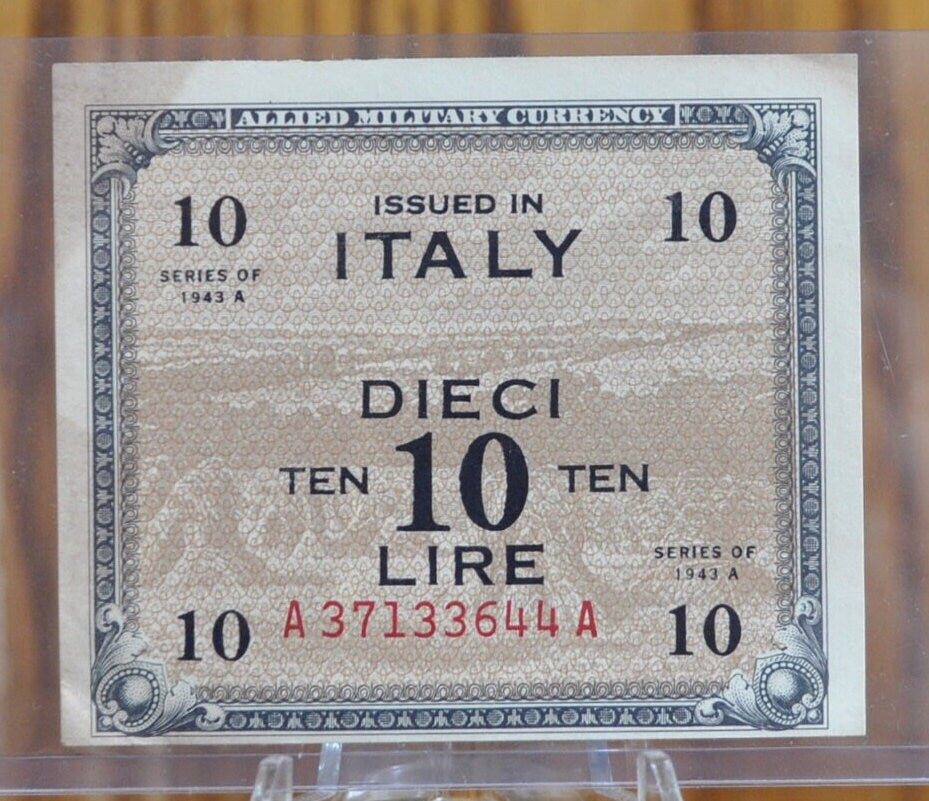 ALLIED MILITARY CURRENCY
10 ISSUED IN 10
ITALY
SERIES OF
1943 A
DIECI
TEN 10 TEN
LIRE
SERIES OF
1943 A
10 A37133644A 10